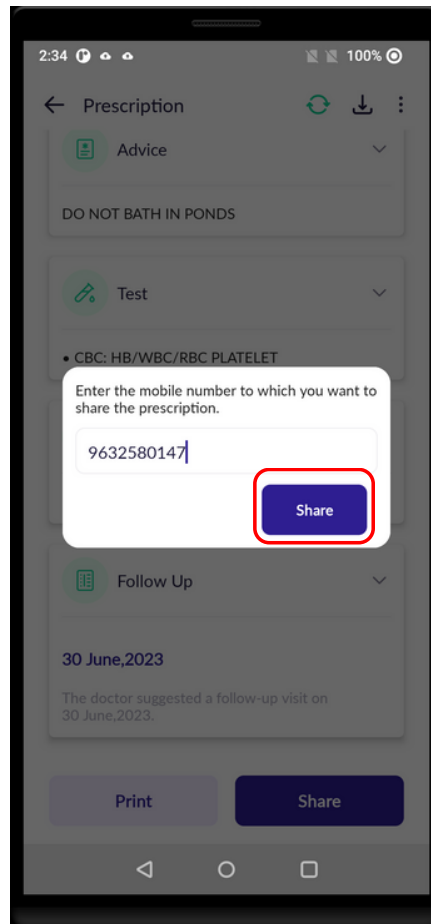 2:34
100%
Prescription
Advice
DO NOT BATH IN PONDS
Test
• CBC: HB/WBC/RBC PLATELET
Enter the mobile number to which you want to
share the prescription.
9632580147
Share
Follow Up
30 June,2023
The doctor suggested a follow-up visit on
30 June,2023.
Print
Share